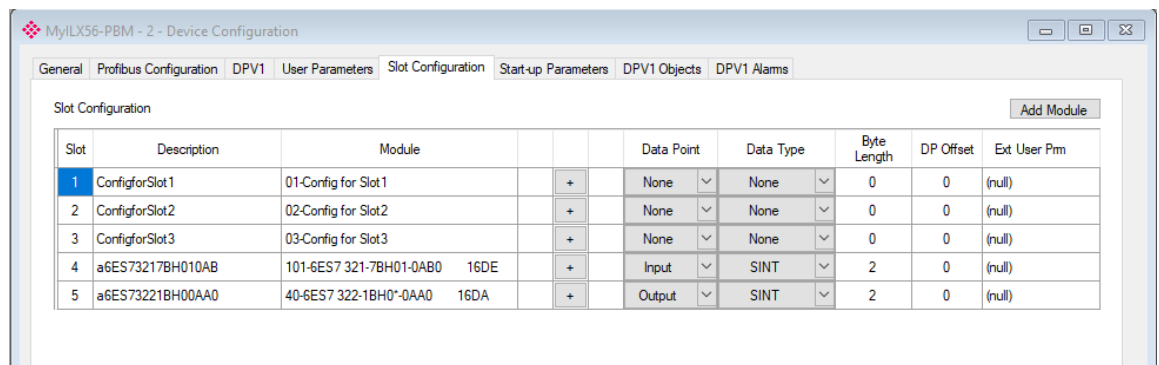 MyILX56-PBM - 2 - Device Configuration
General Profibus Configuration DPV1 User Parameters Slot Configuration Start-up Parameters DPV1 Objects DPV1 Alarms
Slot Configuration Add Module
Slot Description Module Data Point Data Type Byte Length DP Offset Ext User Prm
1 ConfigforSlot1 01-Config for Slot1 + None None 0 0 (null)
2 ConfigforSlot2 02-Config for Slot2 + None None 0 0 (null)
3 ConfigforSlot3 03-Config for Slot3 + None None 0 0 (null)
4 a6ES73217BH010AB 101-6ES7 321-7BH01-0AB0 16DE + Input SINT 2 0 (null)
5 a6ES73221BH00AA0 40-6ES7 322-1BH0*-0AA0 16DA + Output SINT 2 0 (null)